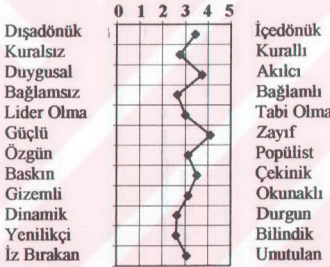 0 1 2 3 4 5
Dışadönük İçedönük
Kuralsız Kurallı
Duygusal Akılcı
Bağlamsız Bağlamlı
Lider Olma Tabi Olma
Güçlü Zayıf
Özgün Popülist
Baskın Çekinik
Gizemli Okunaklı
Dinamik Durgun
Yenilikçi Bilindik
İz Bırakan Unutulan